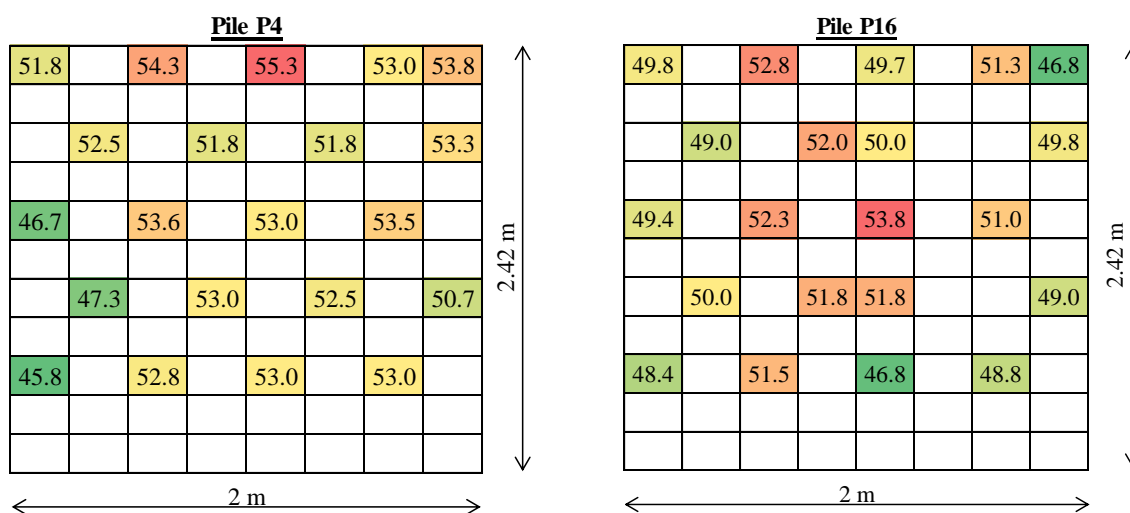 Pile P4
51.8 54.3 55.3 53.0 53.8
52.5 51.8 51.8 53.3
46.7 53.6 53.0 53.5
47.3 53.0 52.5 50.7
45.8 52.8 53.0 53.0
2.42 m
2 m
Pile P16
49.8 52.8 49.7 51.3 46.8
49.0 52.0 50.0 49.8
49.4 52.3 53.8 51.0
50.0 51.8 51.8 49.0
48.4 51.5 46.8 48.8
2.42 m
2 m